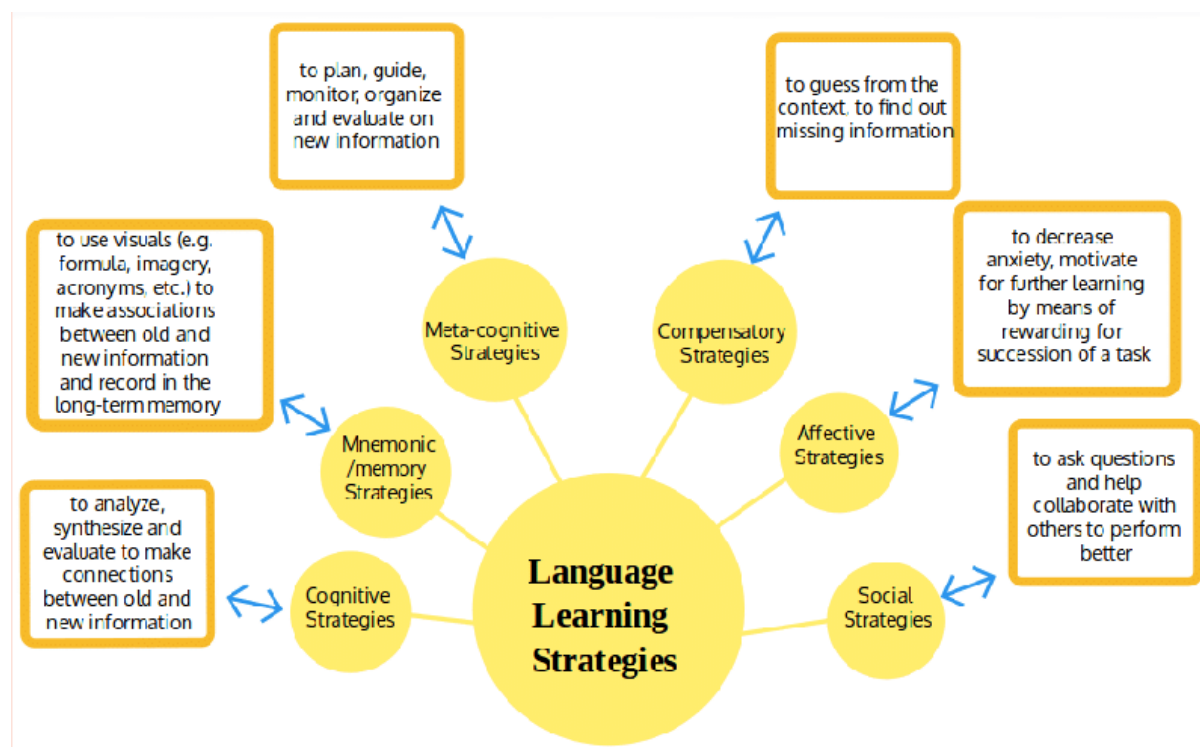 to plan, guide,
monitor, organize
and evaluate on
new information
to guess from the
context, to find out
missing information
to use visuals (e.g.
formula, imagery,
acronyms, etc.) to
make associations
between old and
new information
and record in the
long-term memory
to decrease
anxiety, motivate
for further learning
by means of
rewarding for
succession of a task
Meta-cognitive
Strategies
Compensatory
Strategies
Mnemonic
/memory
Strategies
Affective
Strategies
to ask questions
and help
collaborate with
others to perform
better
to analyze,
synthesize and
evaluate to make
connections
between old and
new information
Cognitive
Strategies
Language
Learning
Strategies
Social
Strategies